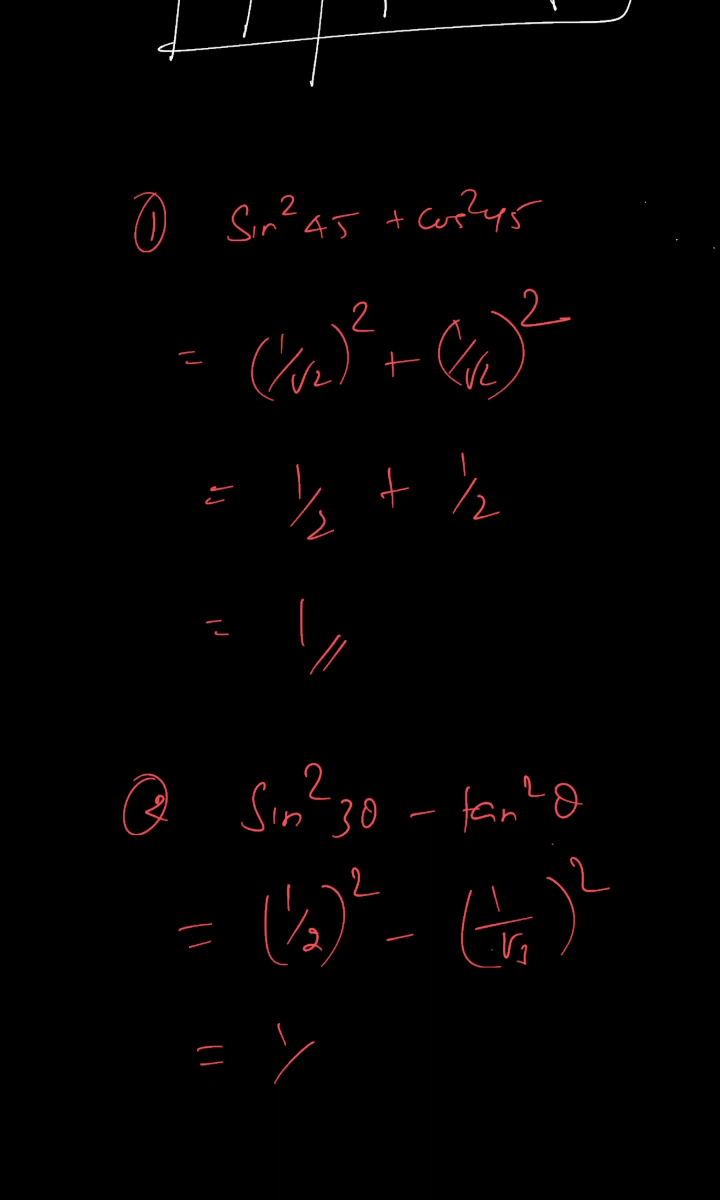 ① Sin²45 + cos²45
= (1/√2)² + (1/√2)²
= 1/2 + 1/2
= 1//
② Sin²30 - tan²θ
= (1/2)² - (1/√3)²
= 1/